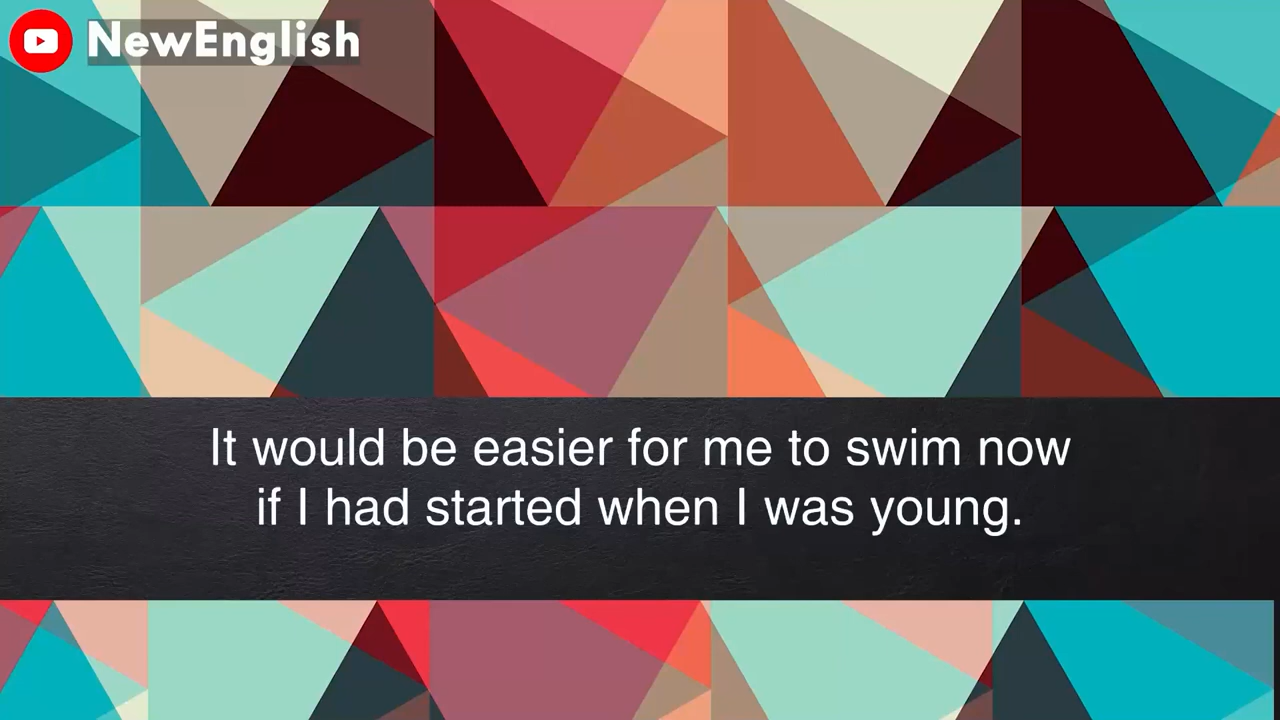 NewEnglish
It would be easier for me to swim now
if I had started when I was young.